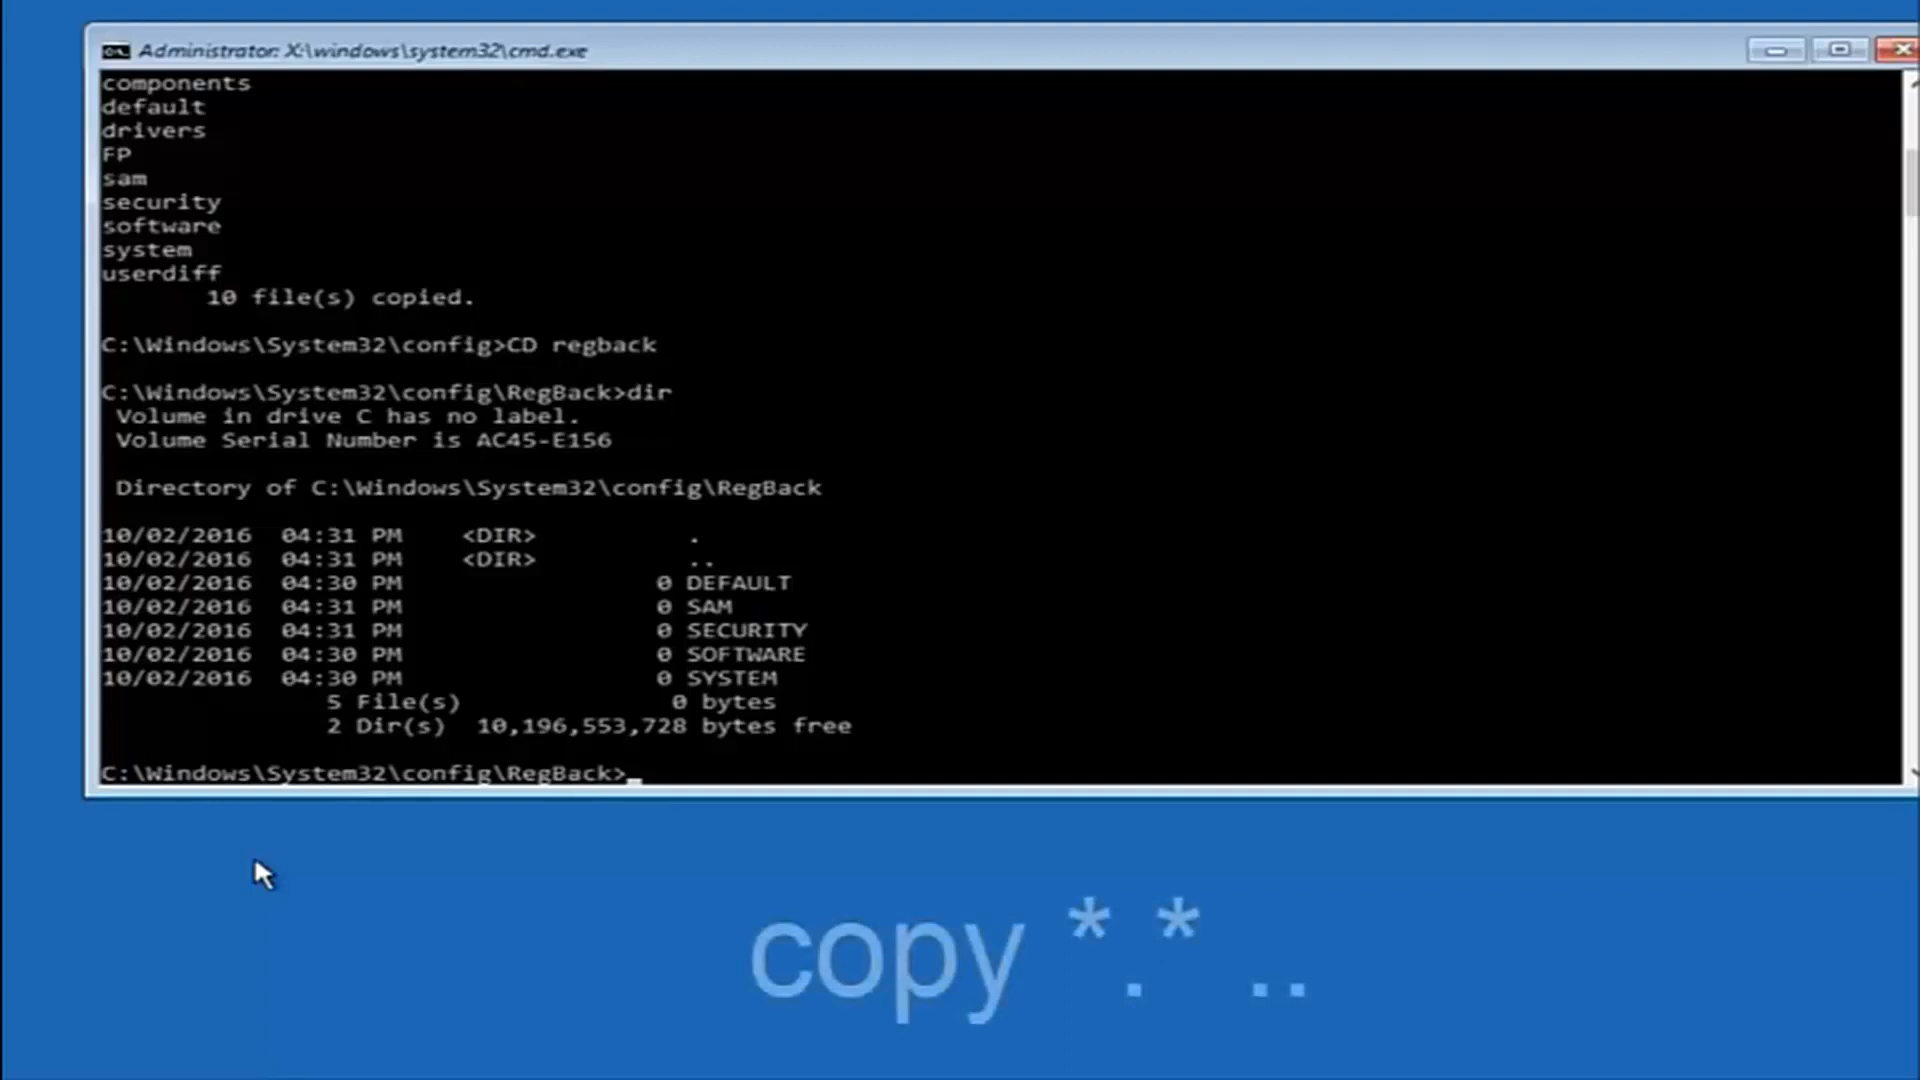 Administrator: X:\windows\system32\cmd.exe
components
default
drivers
FP
sam
security
software
system
userdiff
10 file(s) copied.
C:\Windows\System32\config>CD regback
C:\Windows\System32\config\RegBack>dir
Volume in drive C has no label.
Volume Serial Number is AC45-E156
Directory of C:\Windows\System32\config\RegBack
10/02/2016 04:31 PM <DIR> .
10/02/2016 04:31 PM <DIR> ..
10/02/2016 04:30 PM 0 DEFAULT
10/02/2016 04:31 PM 0 SAM
10/02/2016 04:31 PM 0 SECURITY
10/02/2016 04:30 PM 0 SOFTWARE
10/02/2016 04:30 PM 0 SYSTEM
5 File(s) 0 bytes
2 Dir(s) 10,196,553,728 bytes free
C:\Windows\System32\config\RegBack>_
copy *.* ..